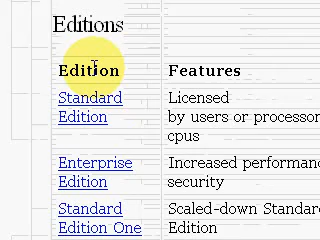 Editions
Edition Features
Standard Licensed
Edition by users or processor
cpus
Enterprise Increased performanc
Edition security
Standard Scaled-down Standar
Edition One Edition